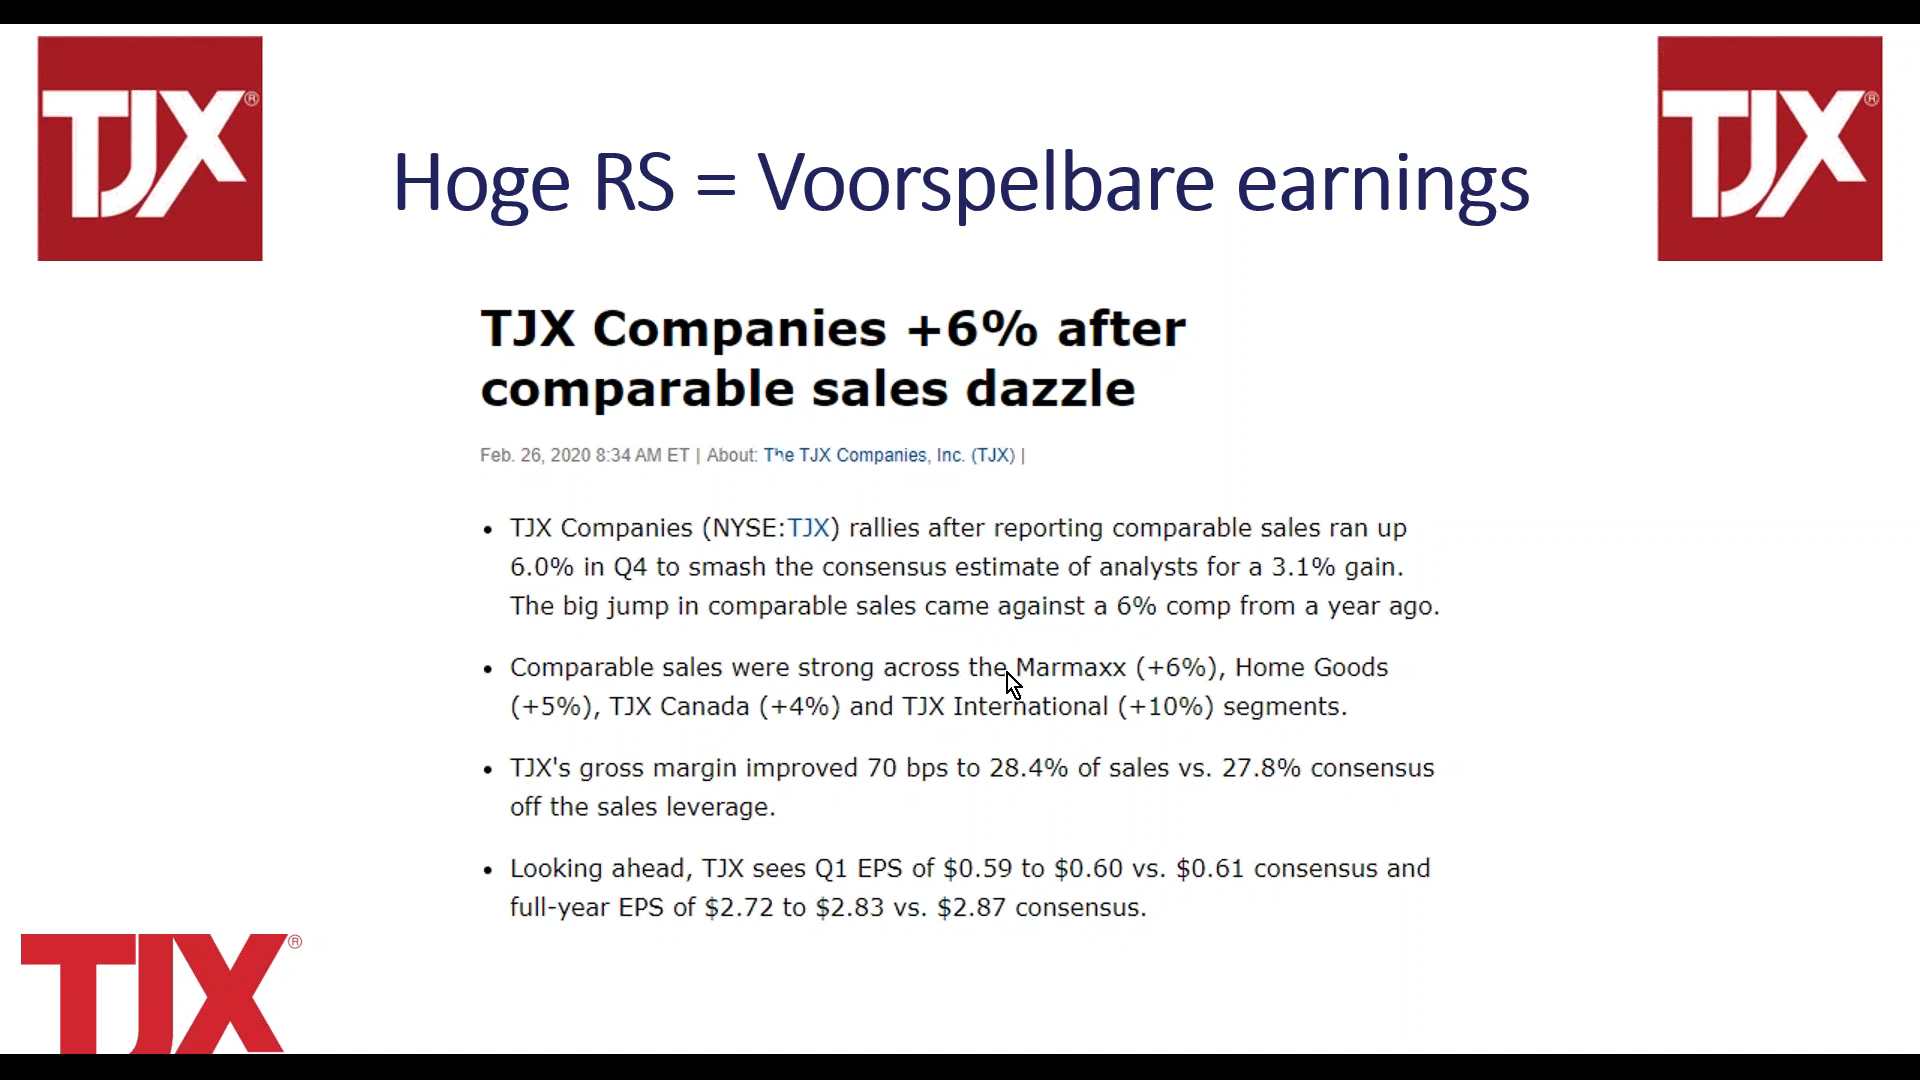 TJX®
TJX®
Hoge RS = Voorspelbare earnings
TJX Companies +6% after
comparable sales dazzle
Feb. 26, 2020 8:34 AM ET | About: The TJX Companies, Inc. (TJX) |
• TJX Companies (NYSE:TJX) rallies after reporting comparable sales ran up
6.0% in Q4 to smash the consensus estimate of analysts for a 3.1% gain.
The big jump in comparable sales came against a 6% comp from a year ago.
• Comparable sales were strong across the Marmaxx (+6%), Home Goods
(+5%), TJX Canada (+4%) and TJX International (+10%) segments.
• TJX's gross margin improved 70 bps to 28.4% of sales vs. 27.8% consensus
off the sales leverage.
• Looking ahead, TJX sees Q1 EPS of $0.59 to $0.60 vs. $0.61 consensus and
full-year EPS of $2.72 to $2.83 vs. $2.87 consensus.
TJX®